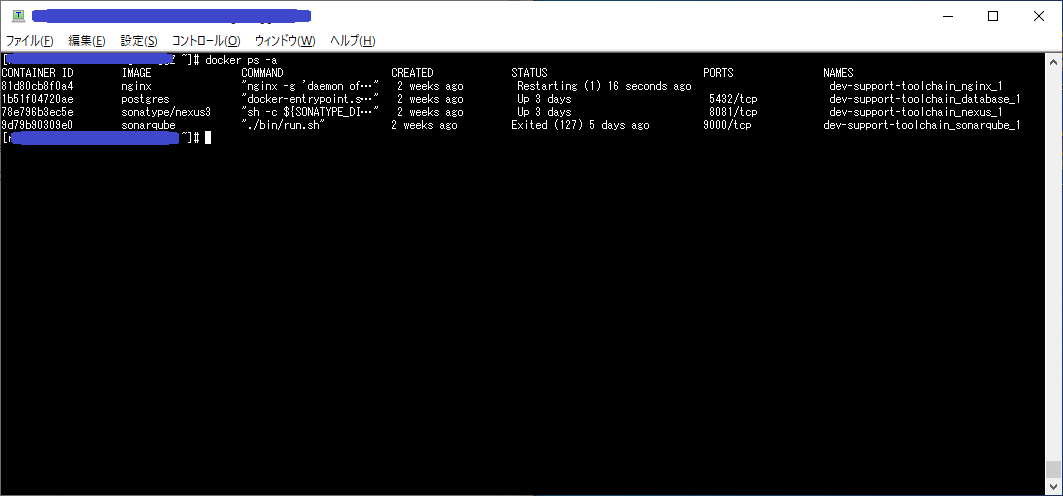 ファイル(F) 編集(E) 設定(S) コントロール(O) ウィンドウ(W) ヘルプ(H)
~]# docker ps -a
CONTAINER ID IMAGE COMMAND CREATED STATUS PORTS NAMES
81d80cb8f0a4 nginx "nginx -g 'daemon of…" 2 weeks ago Restarting (1) 16 seconds ago dev-support-toolchain_nginx_1
1b51f04720ae postgres "docker-entrypoint.s…" 2 weeks ago Up 3 days 5432/tcp dev-support-toolchain_database_1
78e796b3ec5e sonatype/nexus3 "sh -c ${SONATYPE_DI…" 2 weeks ago Up 3 days 8081/tcp dev-support-toolchain_nexus_1
9d79b90309e0 sonarqube "./bin/run.sh" 2 weeks ago Exited (127) 5 days ago 9000/tcp dev-support-toolchain_sonarqube_1
~]#